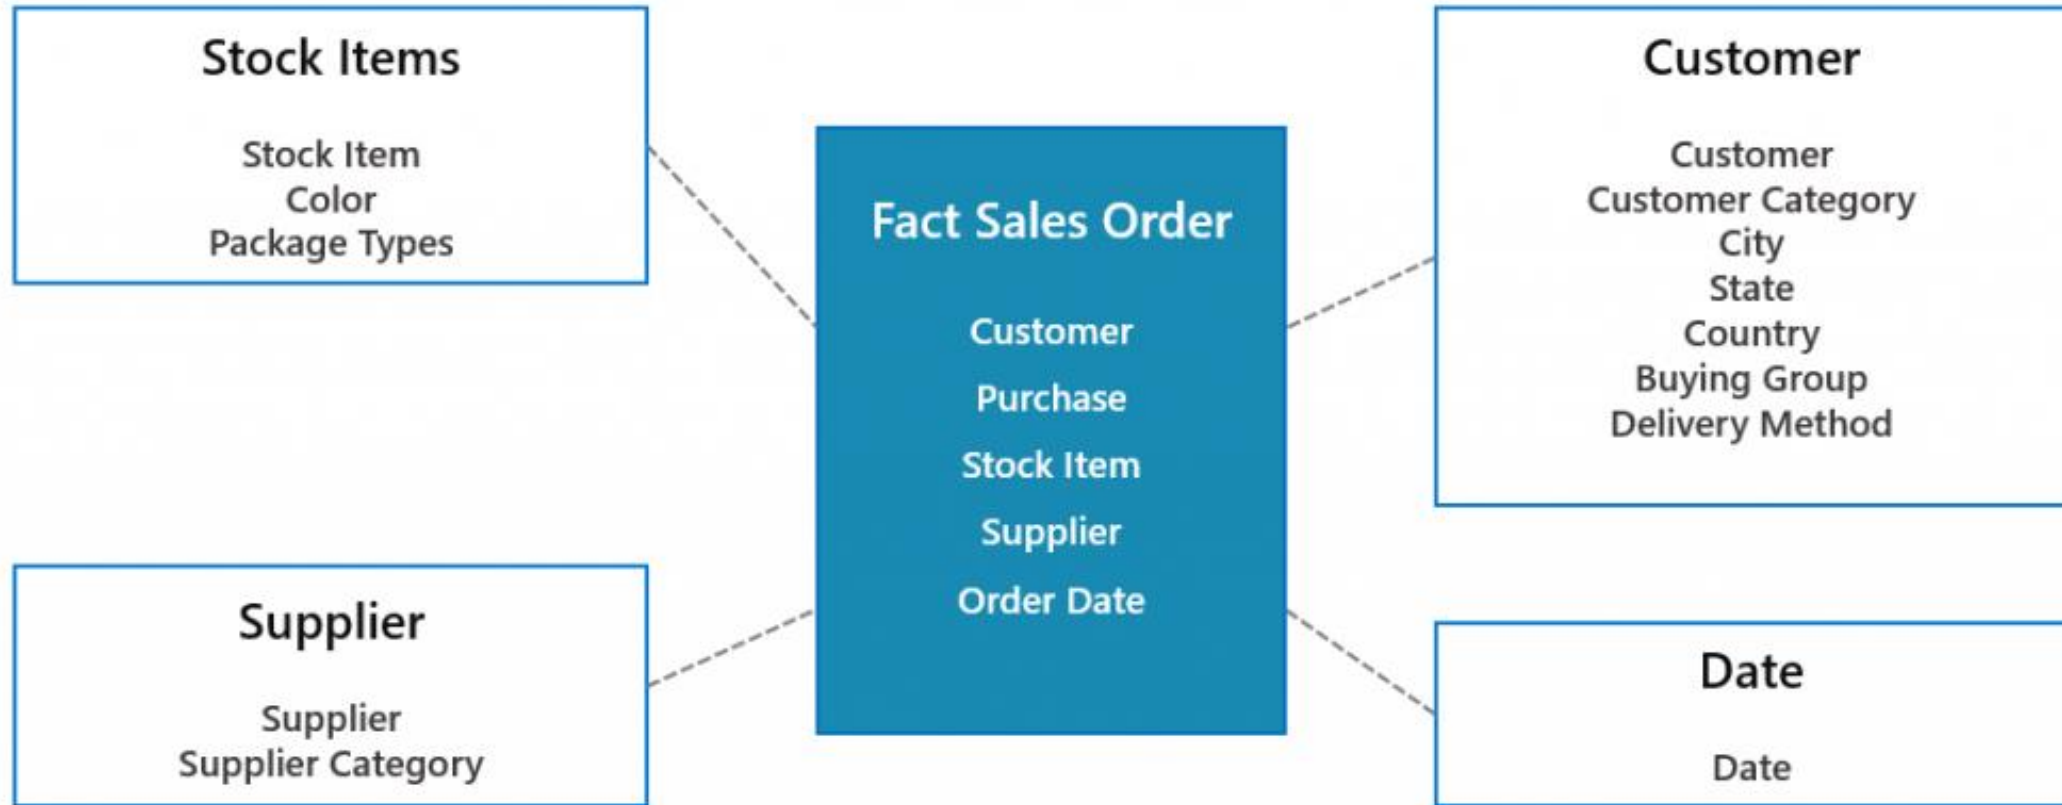 Stock Items
Stock Item
Color
Package Types
Fact Sales Order
Customer
Purchase
Stock Item
Supplier
Order Date
Customer
Customer
Customer Category
City
State
Country
Buying Group
Delivery Method
Supplier
Supplier
Supplier Category
Date
Date